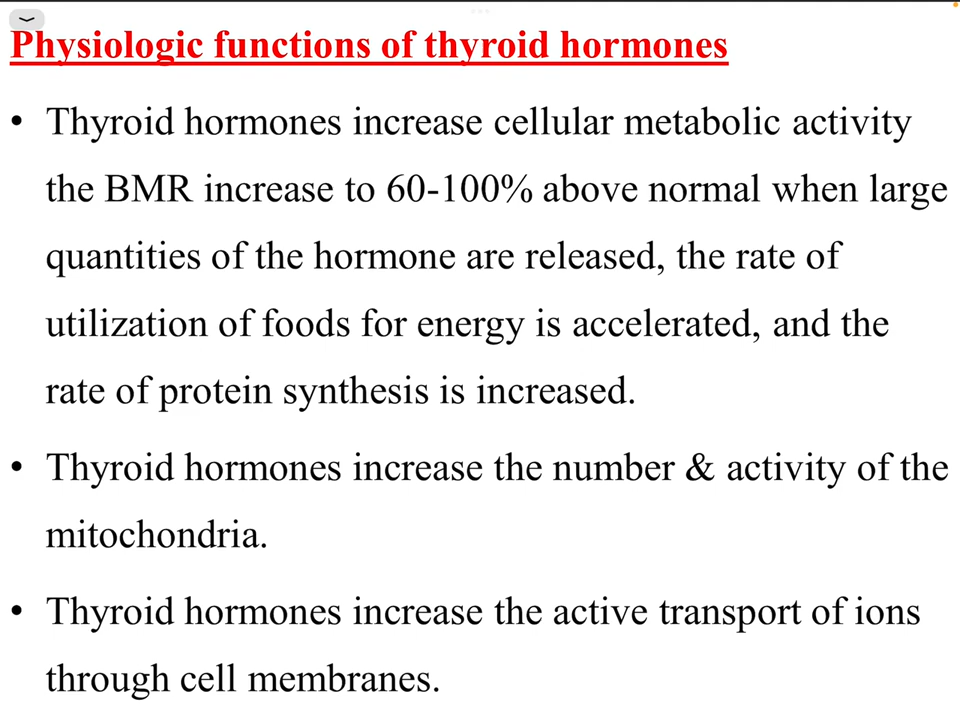 Physiologic functions of thyroid hormones
• Thyroid hormones increase cellular metabolic activity
the BMR increase to 60-100% above normal when large
quantities of the hormone are released, the rate of
utilization of foods for energy is accelerated, and the
rate of protein synthesis is increased.
• Thyroid hormones increase the number & activity of the
mitochondria.
• Thyroid hormones increase the active transport of ions
through cell membranes.